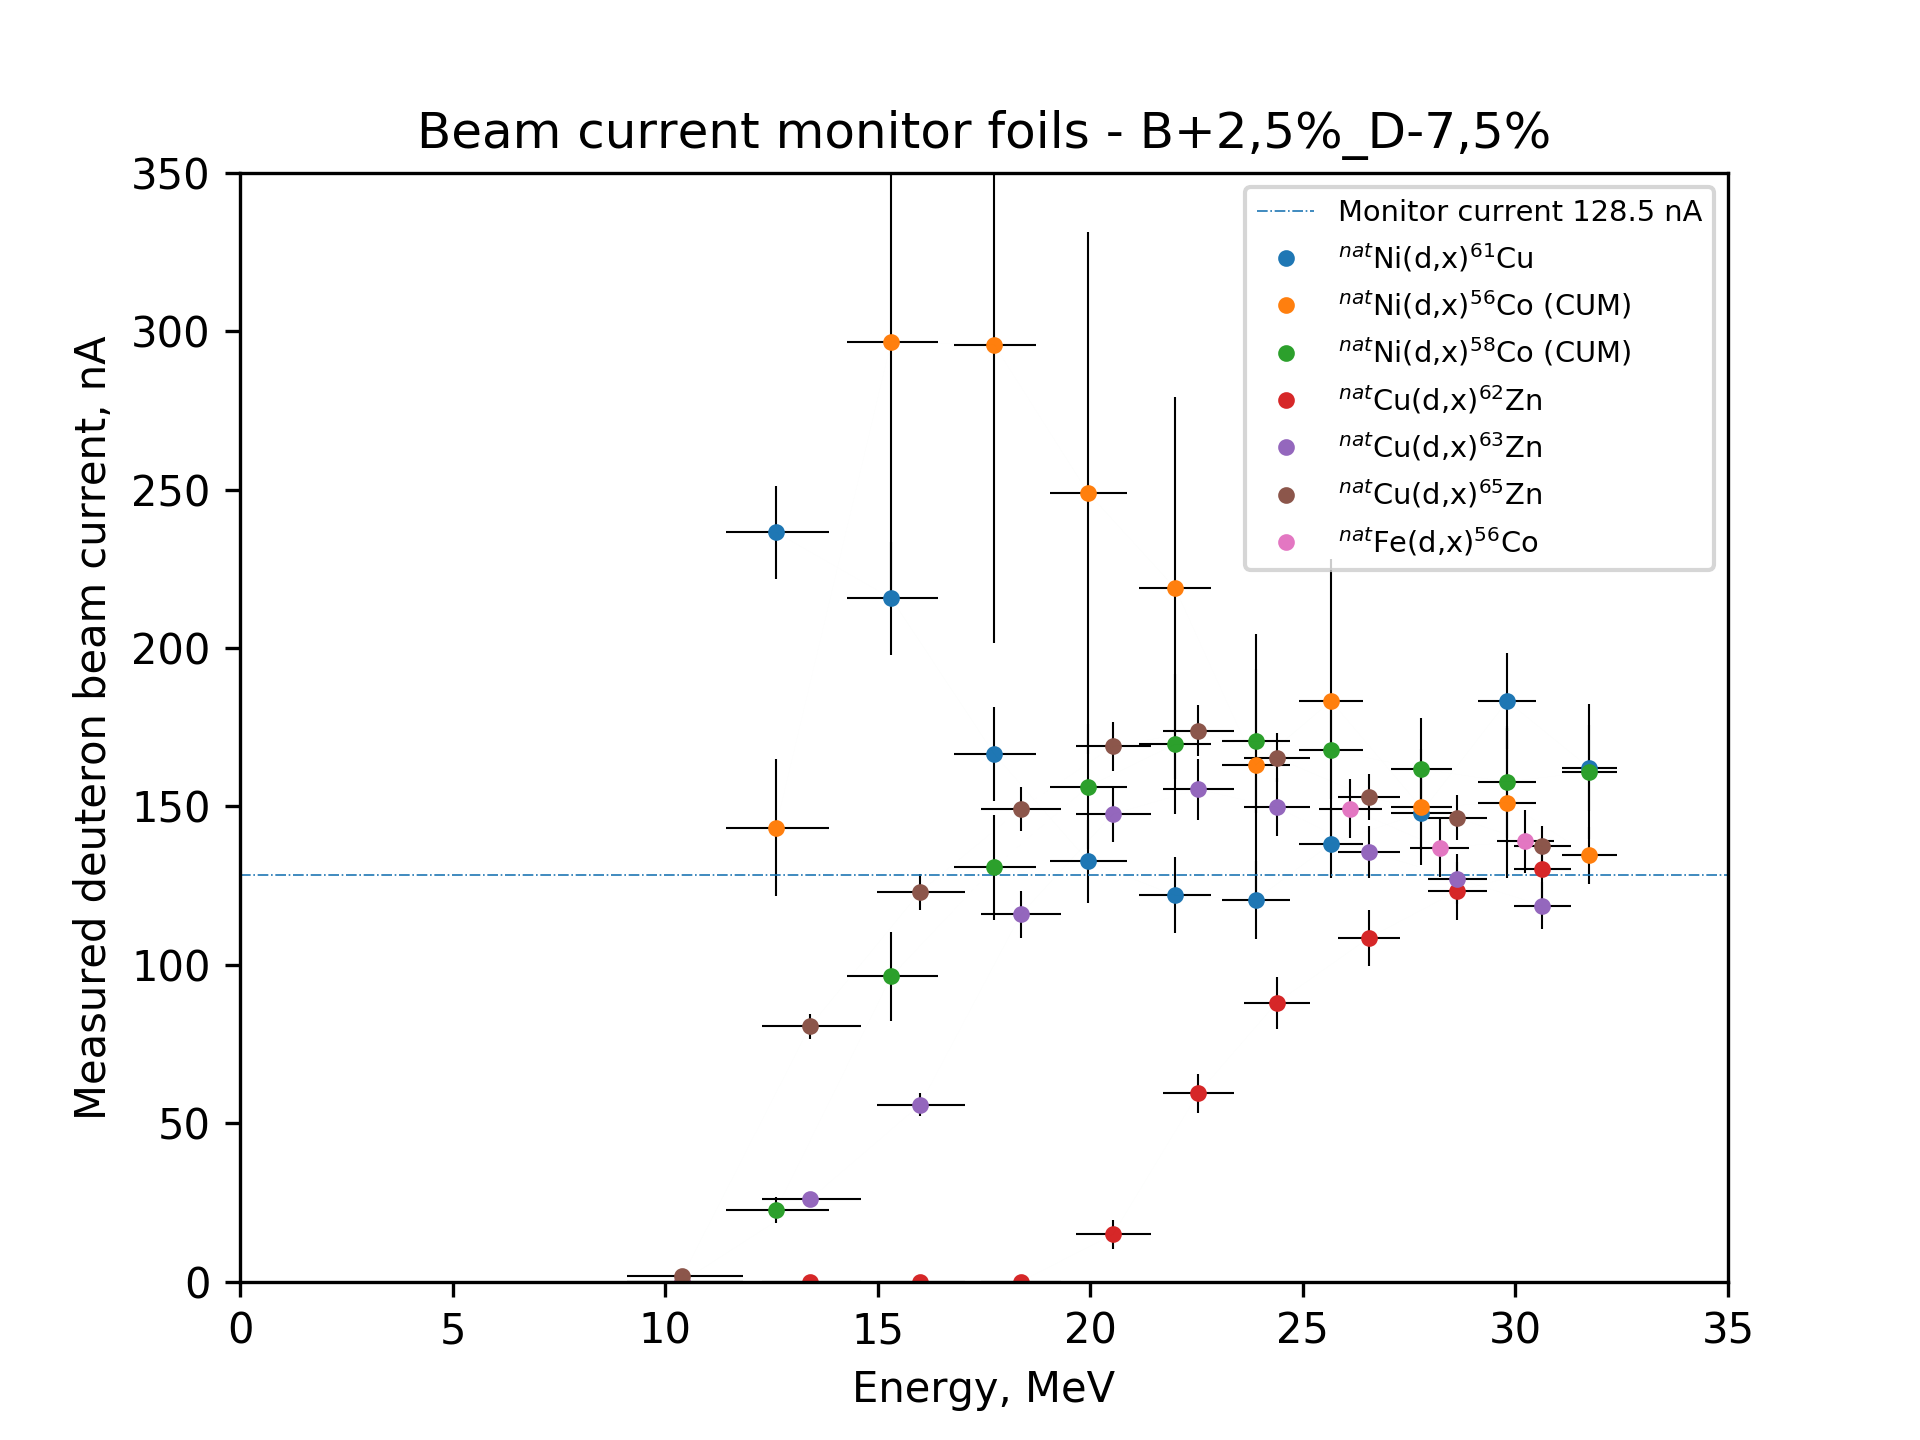 Beam current monitor foils - B+2,5%_D-7,5%
350
300
250
200
150
100
50
0
Measured deuteron beam current, nA
Monitor current 128.5 nA
ⁿᵃᵗNi(d,x)⁶¹Cu
ⁿᵃᵗNi(d,x)⁵⁶Co (CUM)
ⁿᵃᵗNi(d,x)⁵⁸Co (CUM)
ⁿᵃᵗCu(d,x)⁶²Zn
ⁿᵃᵗCu(d,x)⁶³Zn
ⁿᵃᵗCu(d,x)⁶⁵Zn
ⁿᵃᵗFe(d,x)⁵⁶Co
0 5 10 15 20 25 30 35
Energy, MeV